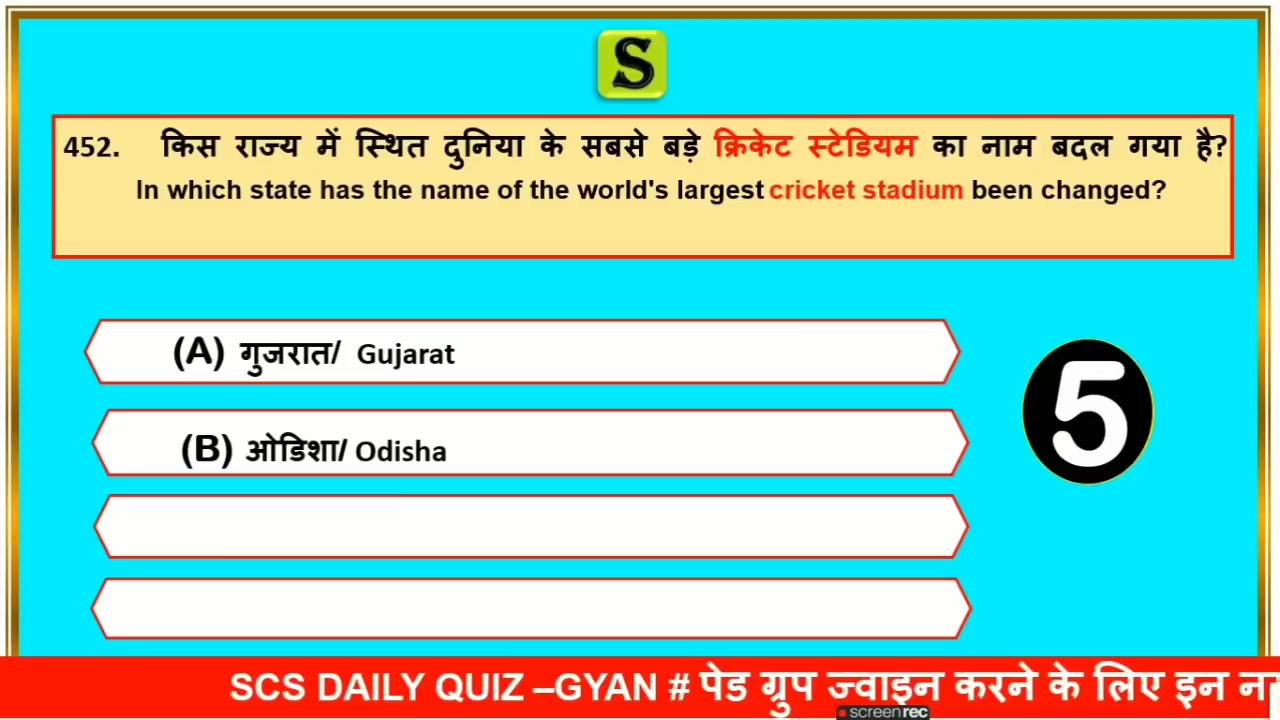 S
452. किस राज्य में स्थित दुनिया के सबसे बड़े क्रिकेट स्टेडियम का नाम बदल गया है?
In which state has the name of the world's largest cricket stadium been changed?
(A) गुजरात/ Gujarat
(B) ओडिशा/ Odisha
5
SCS DAILY QUIZ –GYAN # पेड ग्रुप ज्वाइन करने के लिए इन
screenrec